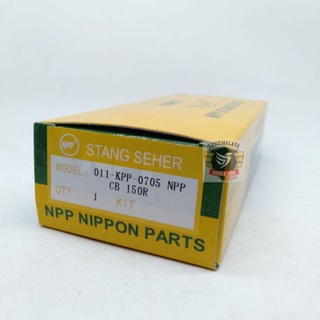 NPP
STANG SEHER
MODEL: 011-KPP-0705 NPP
CB 150R
QTY : 1 KIT
NPP NIPPON PARTS